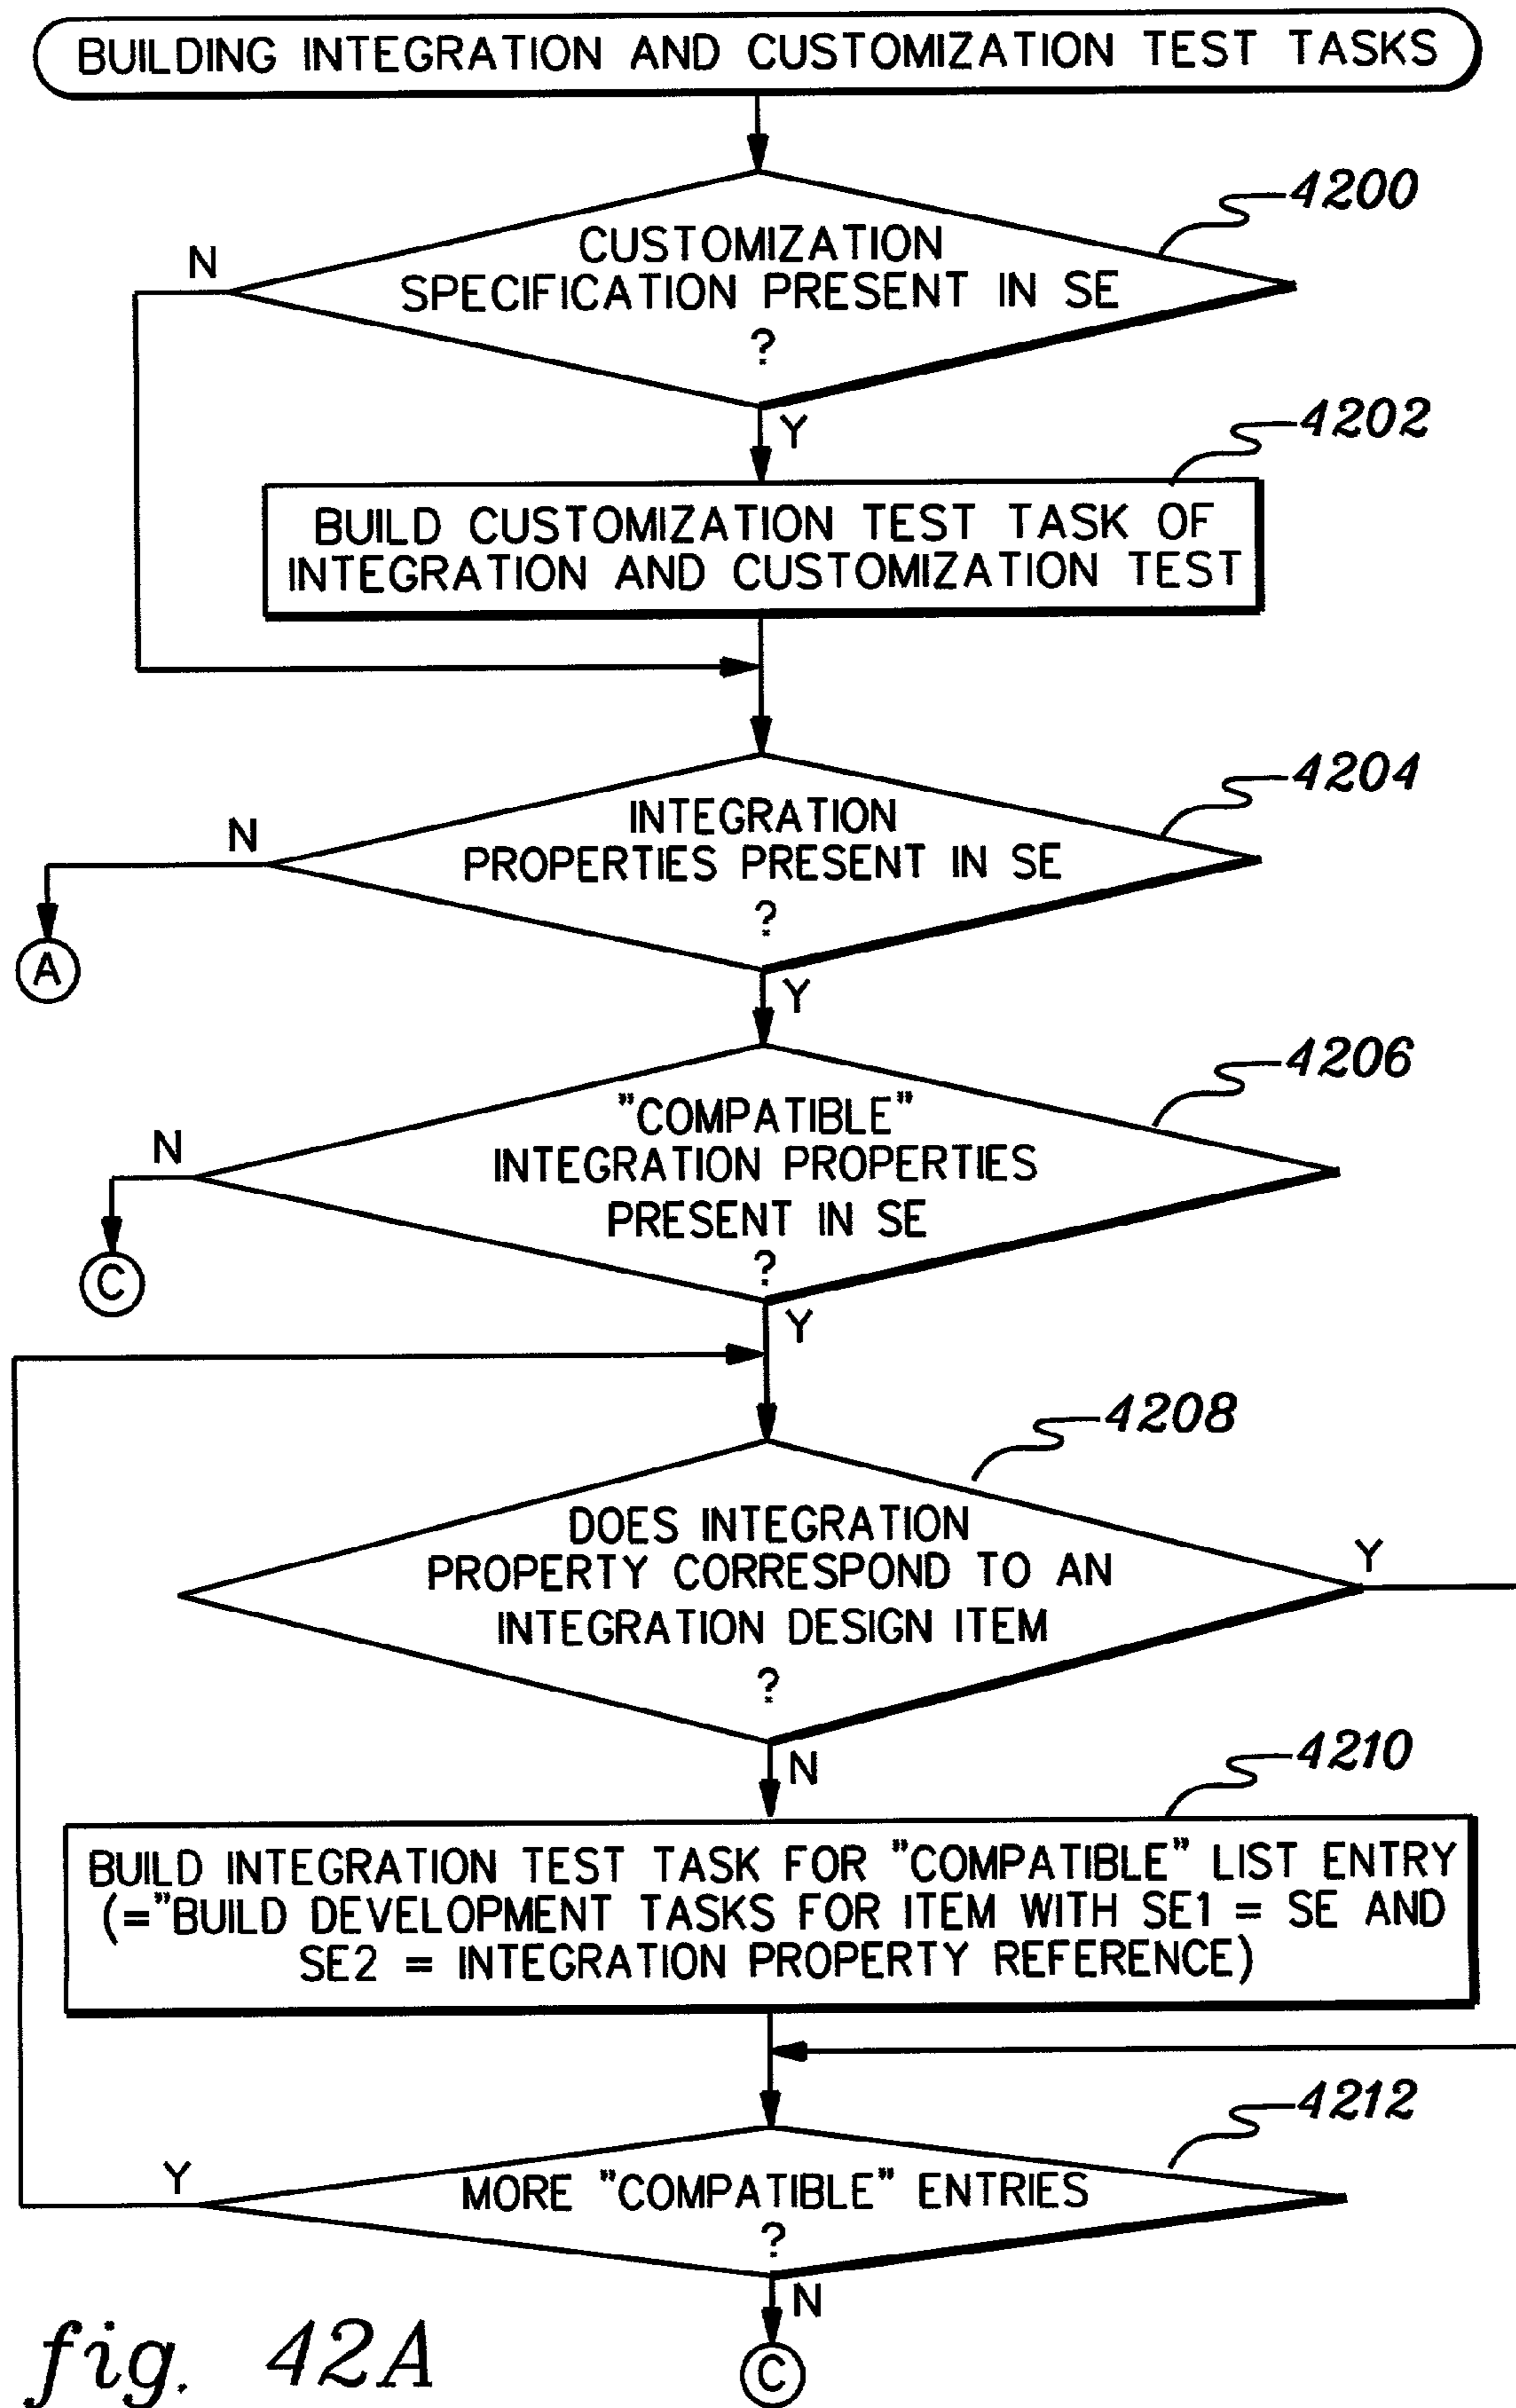 BUILDING INTEGRATION AND CUSTOMIZATION TEST TASKS
4200
N
CUSTOMIZATION
SPECIFICATION PRESENT IN SE
?
Y
4202
BUILD CUSTOMIZATION TEST TASK OF
INTEGRATION AND CUSTOMIZATION TEST
4204
N
INTEGRATION
PROPERTIES PRESENT IN SE
?
A
Y
4206
N
"COMPATIBLE"
INTEGRATION PROPERTIES
PRESENT IN SE
?
C
Y
4208
DOES INTEGRATION
PROPERTY CORRESPOND TO AN
INTEGRATION DESIGN ITEM
?
Y
N
4210
BUILD INTEGRATION TEST TASK FOR "COMPATIBLE" LIST ENTRY
(="BUILD DEVELOPMENT TASKS FOR ITEM WITH SE1 = SE AND
SE2 = INTEGRATION PROPERTY REFERENCE)
4212
Y
MORE "COMPATIBLE" ENTRIES
?
N
C
fig. 42A